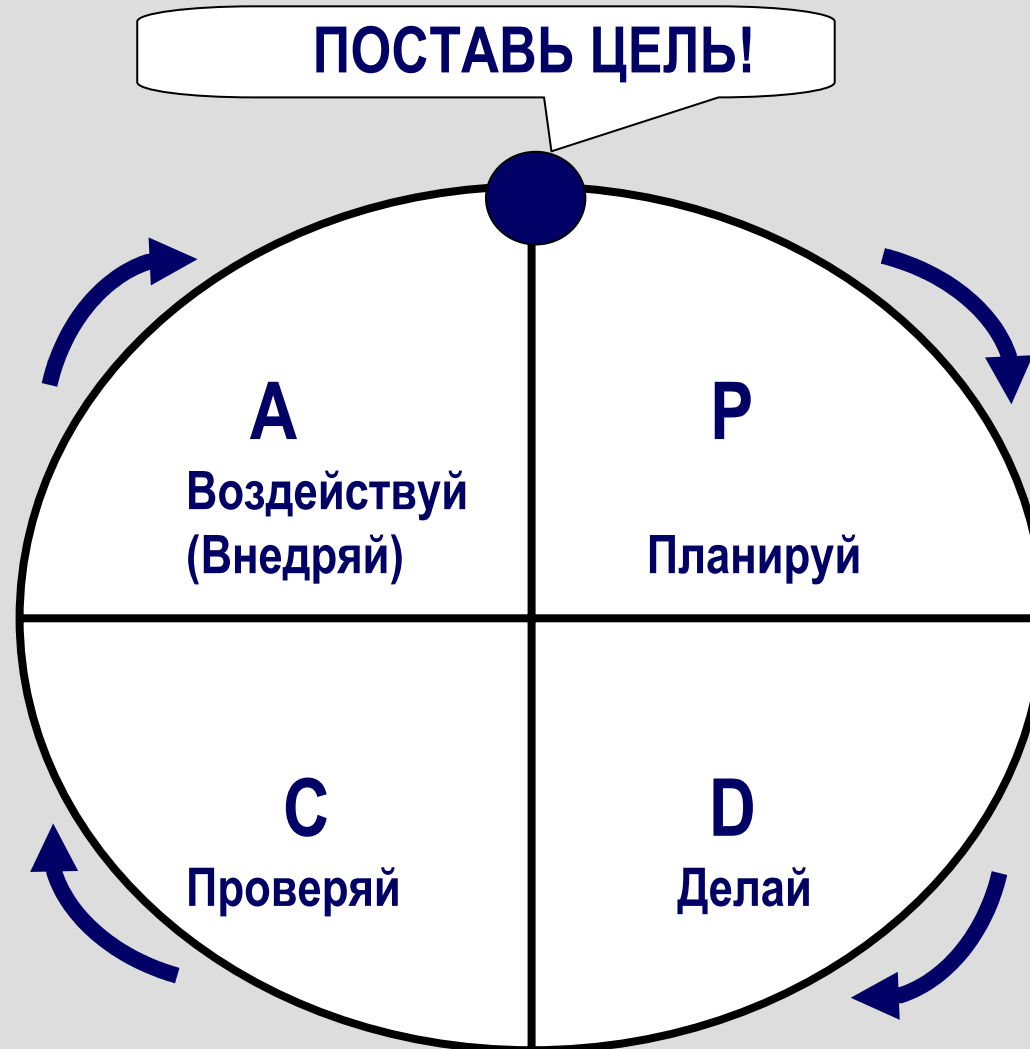 ПОСТАВЬ ЦЕЛЬ!
A
Воздействуй
(Внедряй)
P
Планируй
C
Проверяй
D
Делай